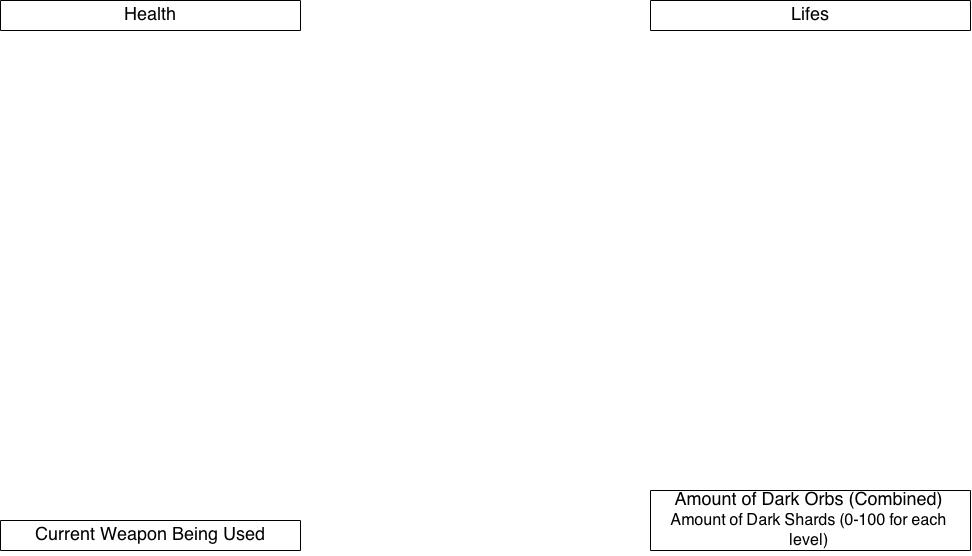 Health
Lifes
Current Weapon Being Used
Amount of Dark Orbs (Combined)
Amount of Dark Shards (0-100 for each
level)